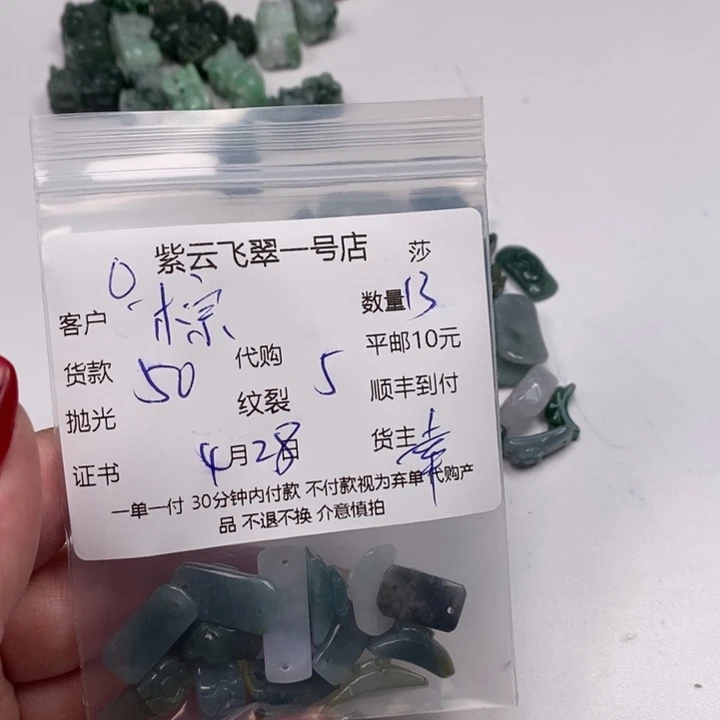 紫云飞翠一号店 莎
客户 O.棕 数量 13
货款 50 代购 5 平邮10元
抛光 纹裂 顺丰到付
证书 4月28日 货主 幸
一单一付 30分钟内付款 不付款视为弃单 代购产
品 不退不换 介意慎拍